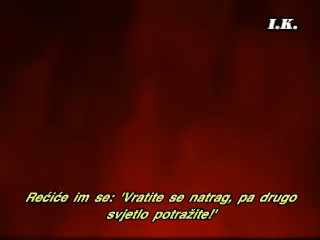 I.K.
Rećiće im se: 'Vratite se natrag, pa drugo
svjetlo potražite!'